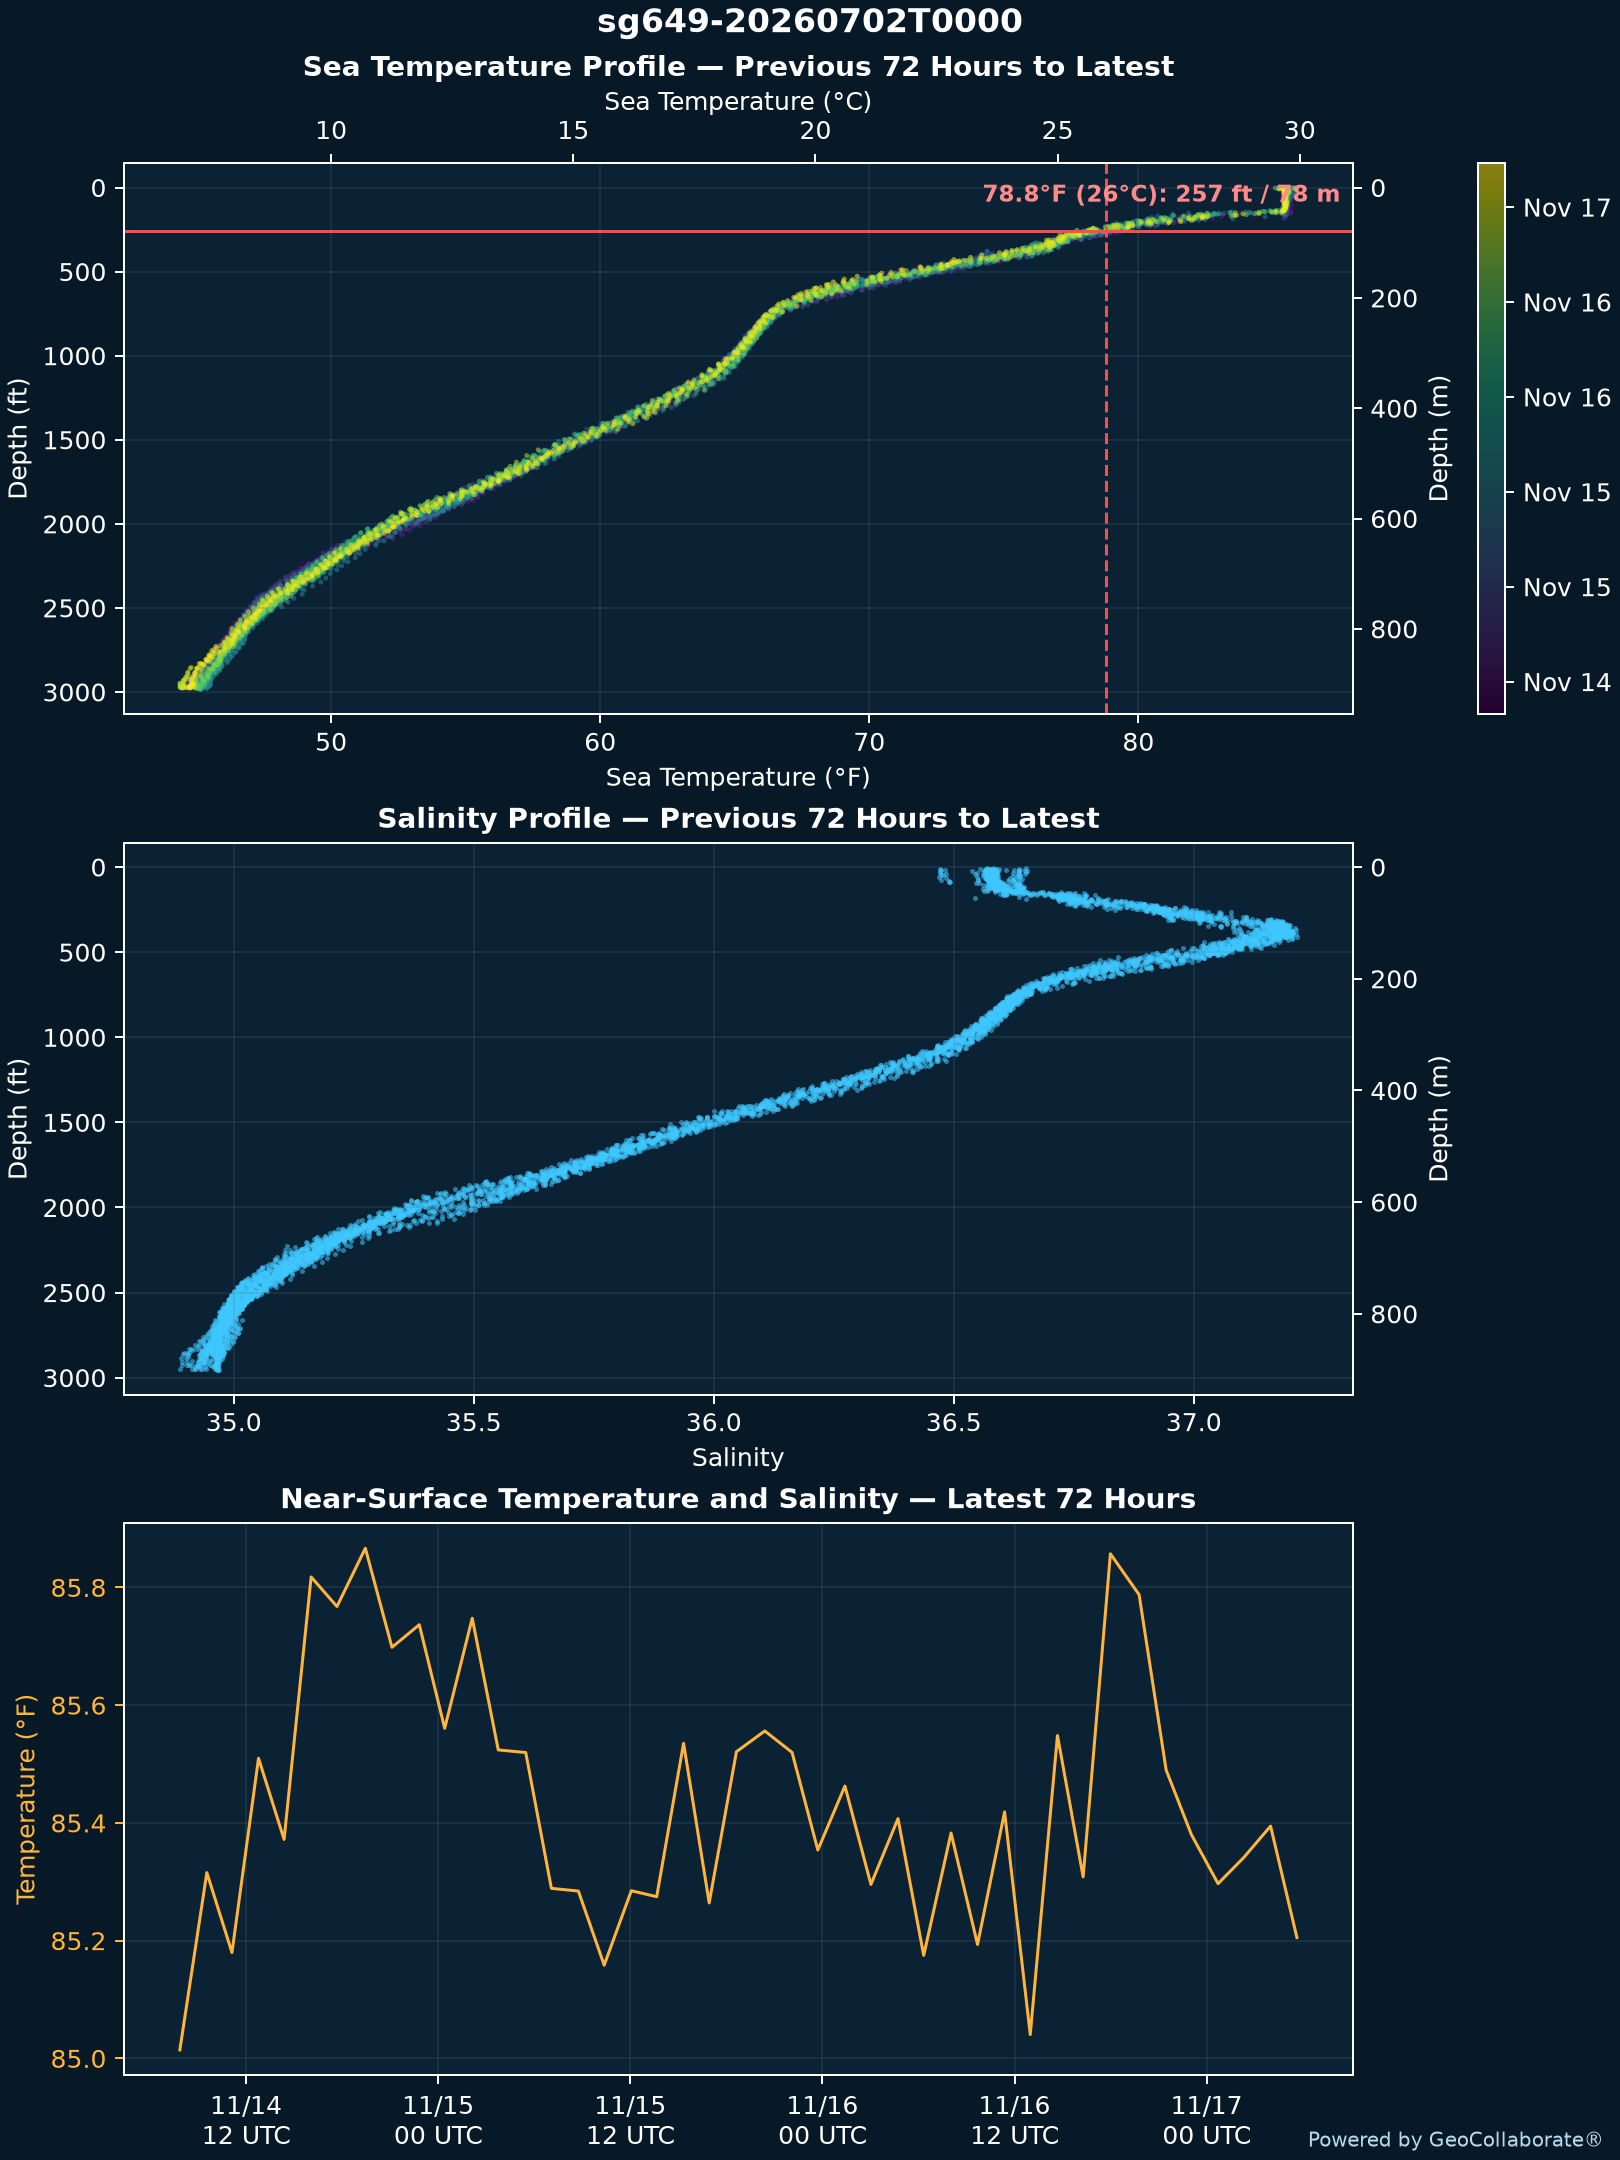 sg649-20260702T0000
Sea Temperature Profile — Previous 72 Hours to Latest
Sea Temperature (°C)
10 15 20 25 30
78.8°F (26°C): 257 ft / 78 m
Depth (ft)
0
500
1000
1500
2000
2500
3000
0
200
400
600
800
Depth (m)
Nov 17
Nov 16
Nov 16
Nov 15
Nov 15
Nov 14
50 60 70 80
Sea Temperature (°F)
Salinity Profile — Previous 72 Hours to Latest
Depth (ft)
0
500
1000
1500
2000
2500
3000
0
200
400
600
800
Depth (m)
35.0 35.5 36.0 36.5 37.0
Salinity
Near-Surface Temperature and Salinity — Latest 72 Hours
Temperature (°F)
85.8
85.6
85.4
85.2
85.0
11/14 11/15 11/15 11/16 11/16 11/17
12 UTC 00 UTC 12 UTC 00 UTC 12 UTC 00 UTC
Powered by GeoCollaborate®